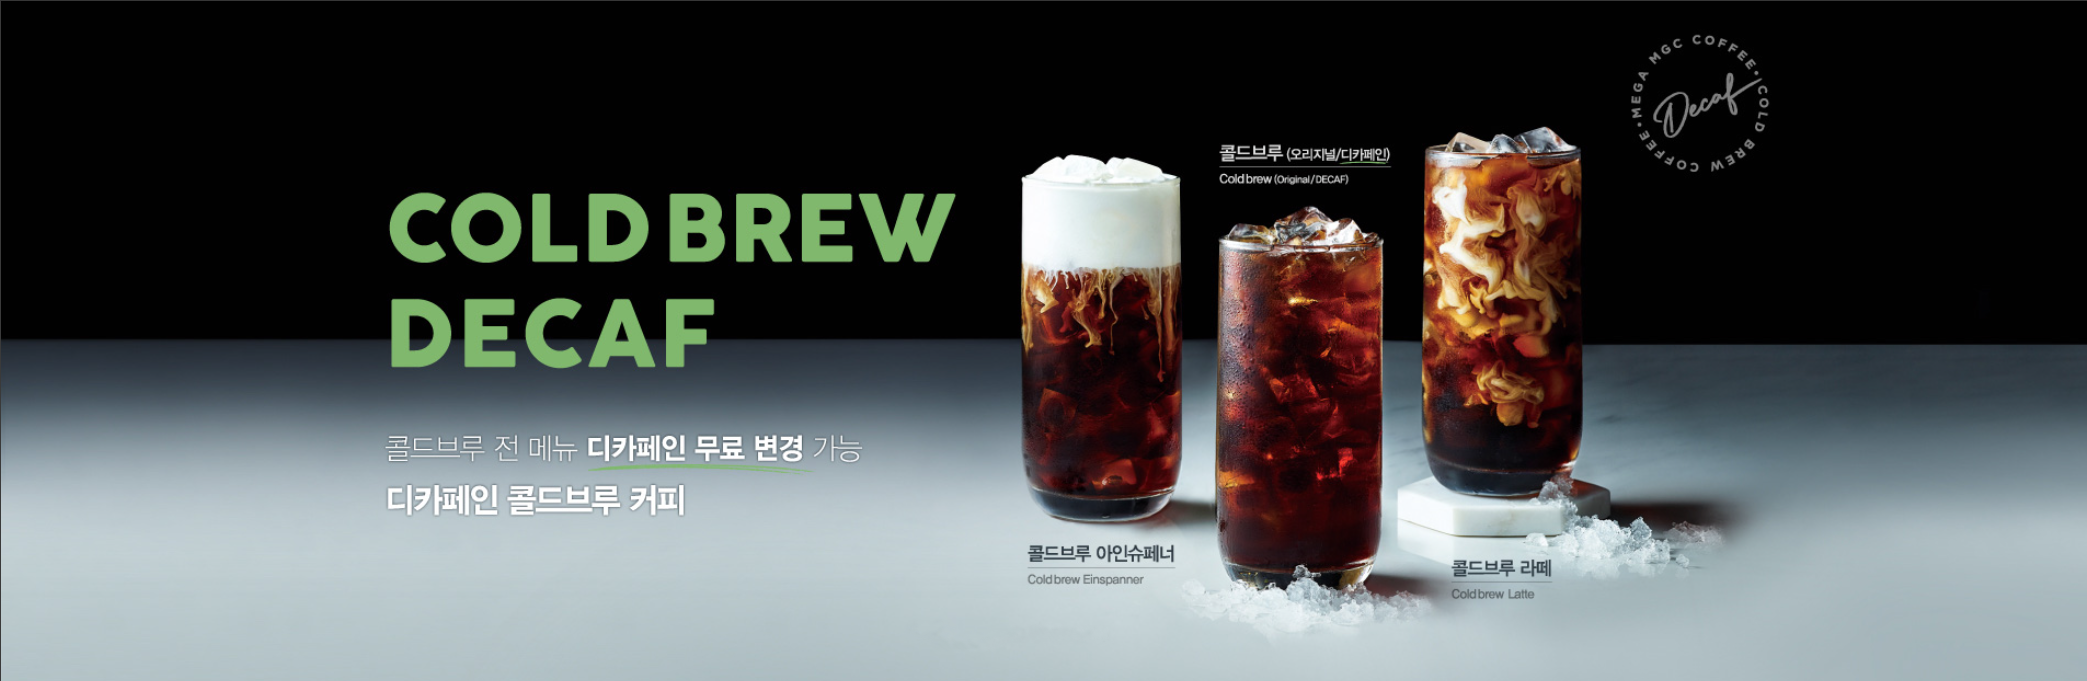 COLD BREW
DECAF
콜드브루 전 메뉴 디카페인 무료 변경 가능
디카페인 콜드브루 커피
콜드브루 아인슈페너
Cold brew Einspanner
콜드브루 (오리지널/디카페인)
Cold brew (Original/DECAF)
콜드브루 라떼
Cold brew Latte
MEGA MGC COFFEE • COLD BREW COFFEE •
Decaf